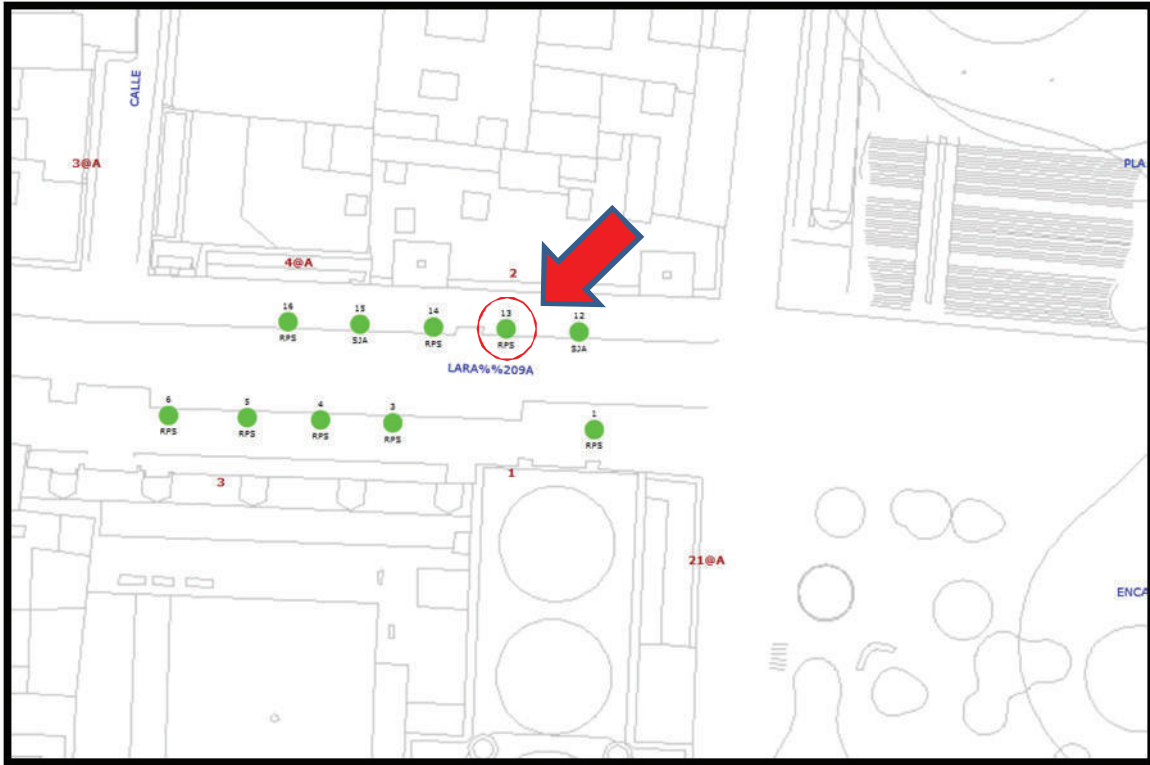 CALLE
3@A
PLA
4@A
2
16
RPS
15
SJA
14
RPS
13
RPS
12
SJA
LARA%%209A
6
RPS
5
RPS
4
RPS
3
RPS
1
RPS
3
1
21@A
ENCA